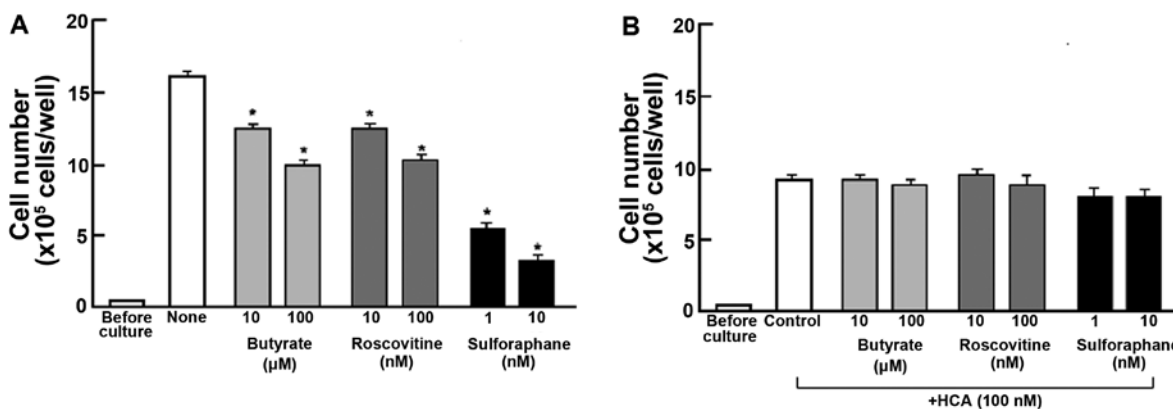 A
Cell number
(x10⁵ cells/well)
20
15
10
5
0
* * * * * *
Before
culture
None
10 100 10 100 1 10
Butyrate
(µM)
Roscovitine
(nM)
Sulforaphane
(nM)
B
Cell number
(x10⁵ cells/well)
20
15
10
5
0
Before
culture
Control
10 100 10 100 1 10
Butyrate
(µM)
Roscovitine
(nM)
Sulforaphane
(nM)
+HCA (100 nM)